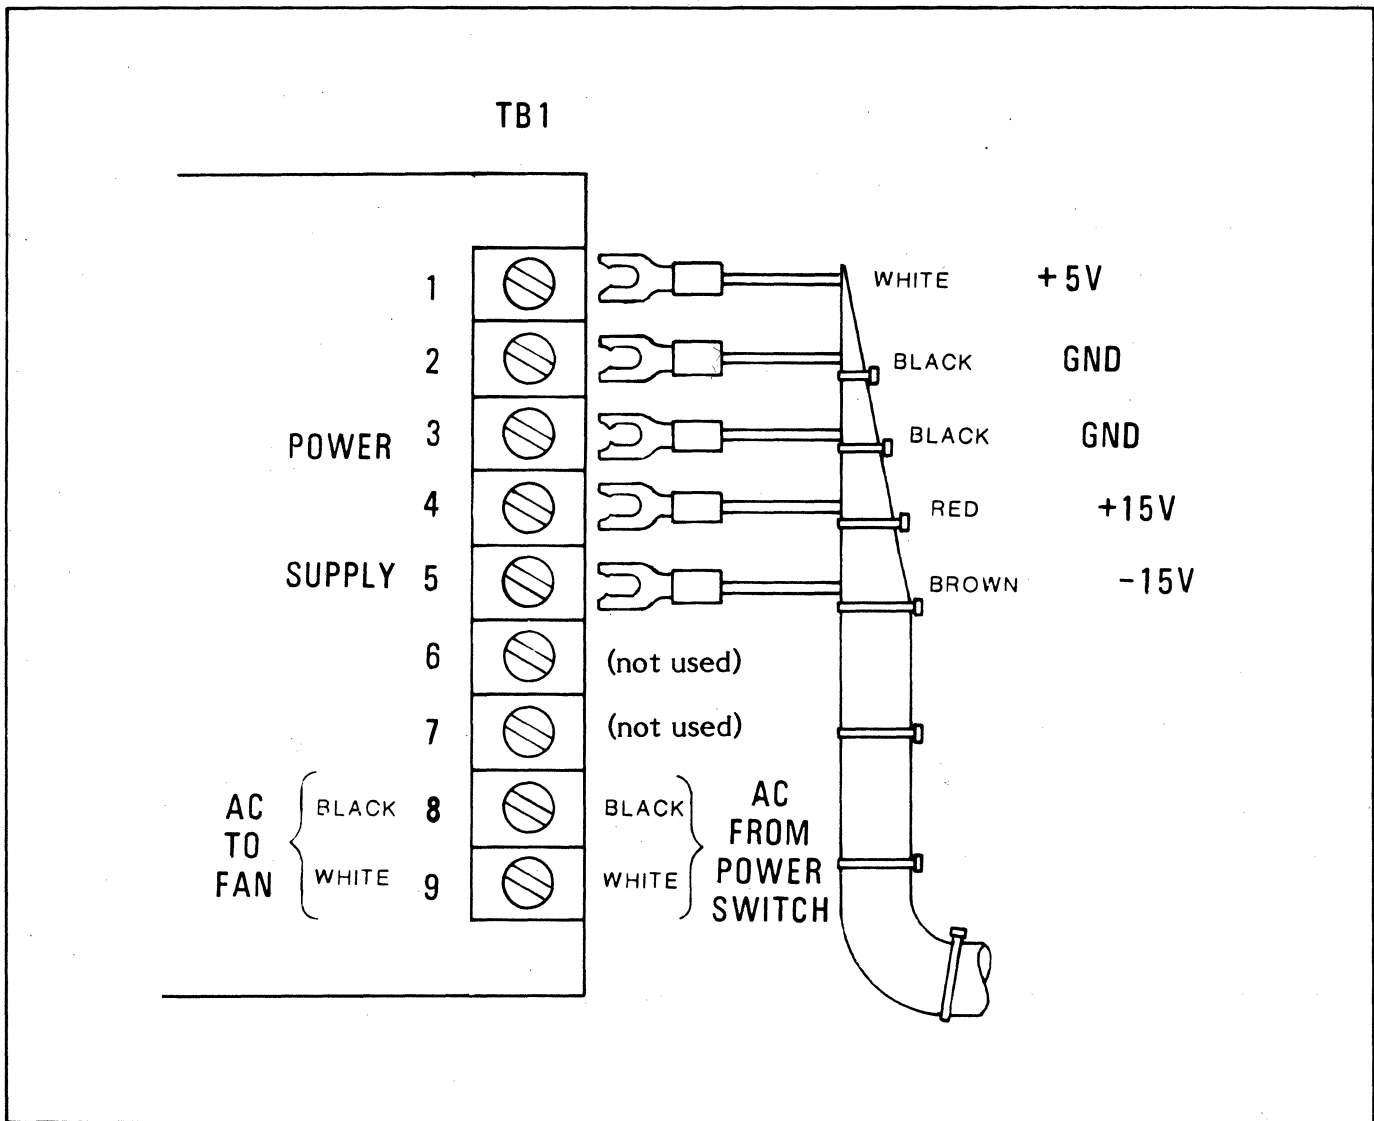 TB1
1 WHITE +5V
2 BLACK GND
POWER 3 BLACK GND
4 RED +15V
SUPPLY 5 BROWN -15V
6 (not used)
7 (not used)
AC TO FAN
BLACK 8 BLACK
WHITE 9 WHITE
AC
FROM
POWER
SWITCH